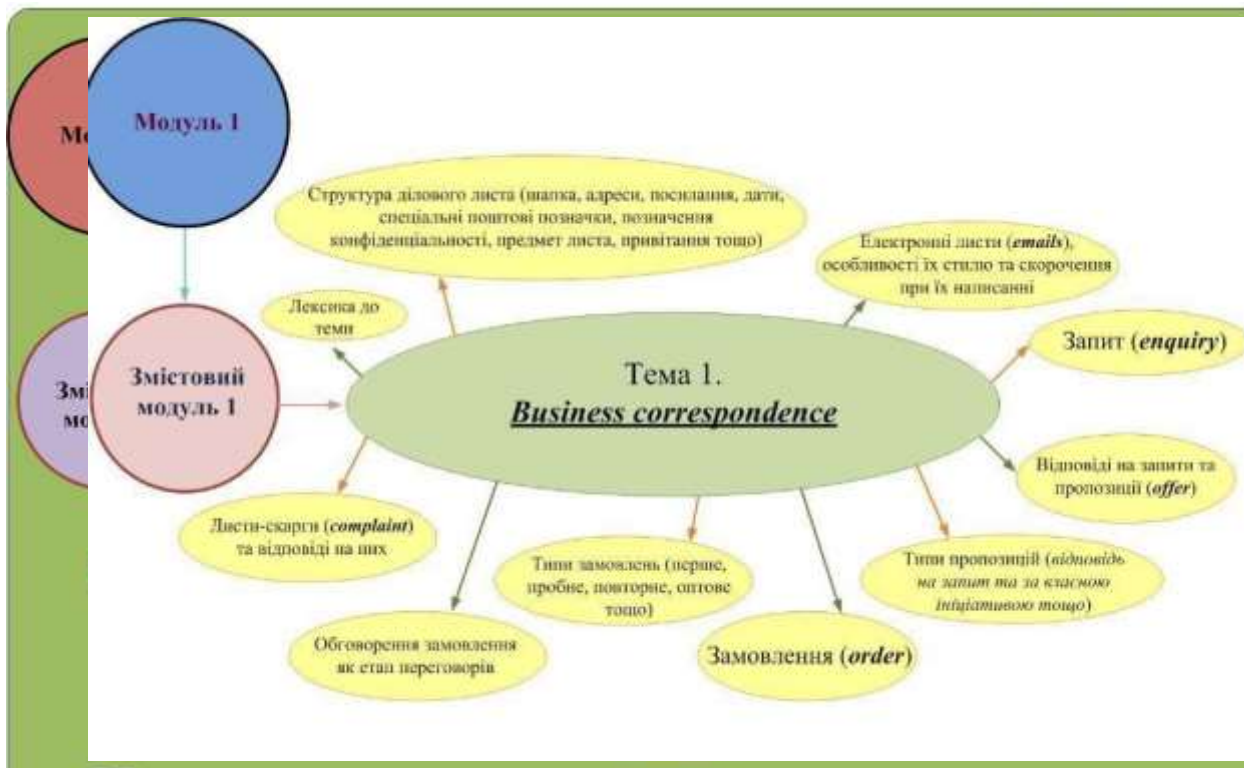 Модуль 1
Структура ділового листа (шапка, адреси, посилання, дати,
спеціальні поштові позначки, позначення
конфіденціальності, предмет листа, привітання тощо)
Електронні листи (emails),
особливості їх стилю та скорочення
при їх написанні
Лексика до
теми
Запит (enquiry)
Змістовий
модуль 1
Тема 1.
Business correspondence
Відповіді на запити та
пропозиції (offer)
Листи-скарги (complaint)
та відповіді на них
Типи замовлень (перше,
пробне, повторне, оптове
тощо)
Типи пропозицій (відповідь
на запит та за власною
ініціативою тощо)
Обговорення замовлення
як етап переговорів
Замовлення (order)